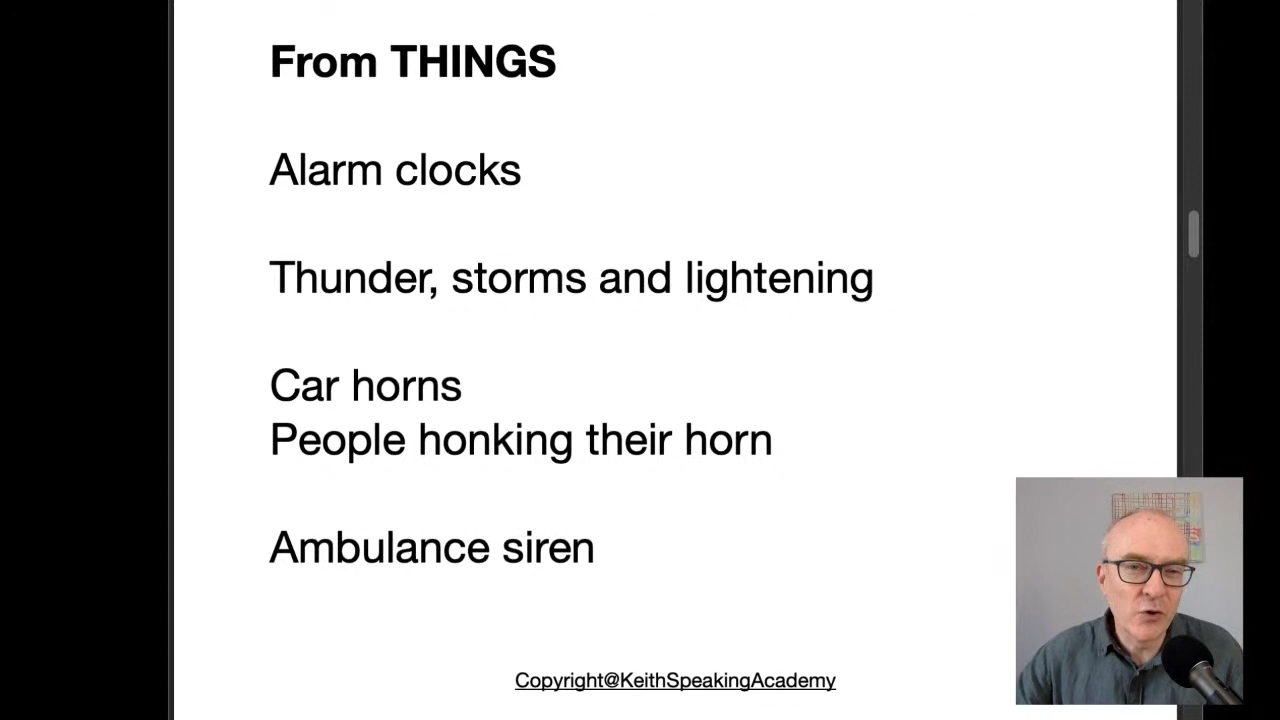 From THINGS
Alarm clocks
Thunder, storms and lightening
Car horns
People honking their horn
Ambulance siren
Copyright@KeithSpeakingAcademy